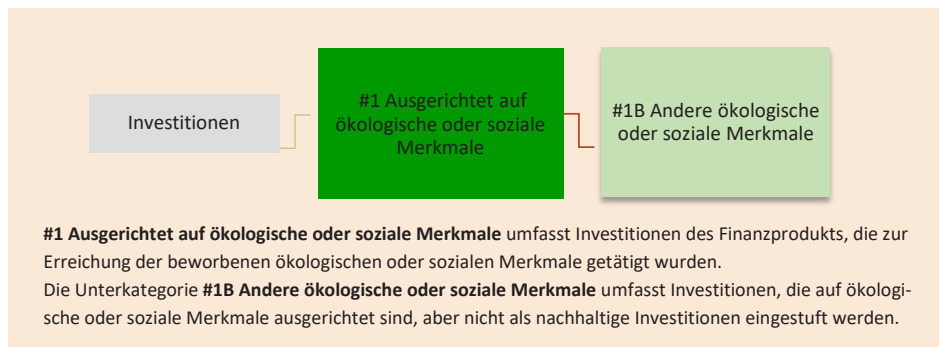 Investitionen
#1 Ausgerichtet auf
ökologische oder soziale
Merkmale
#1B Andere ökologische
oder soziale Merkmale
#1 Ausgerichtet auf ökologische oder soziale Merkmale umfasst Investitionen des Finanzprodukts, die zur
Erreichung der beworbenen ökologischen oder sozialen Merkmale getätigt wurden.
Die Unterkategorie #1B Andere ökologische oder soziale Merkmale umfasst Investitionen, die auf ökologi-
sche oder soziale Merkmale ausgerichtet sind, aber nicht als nachhaltige Investitionen eingestuft werden.